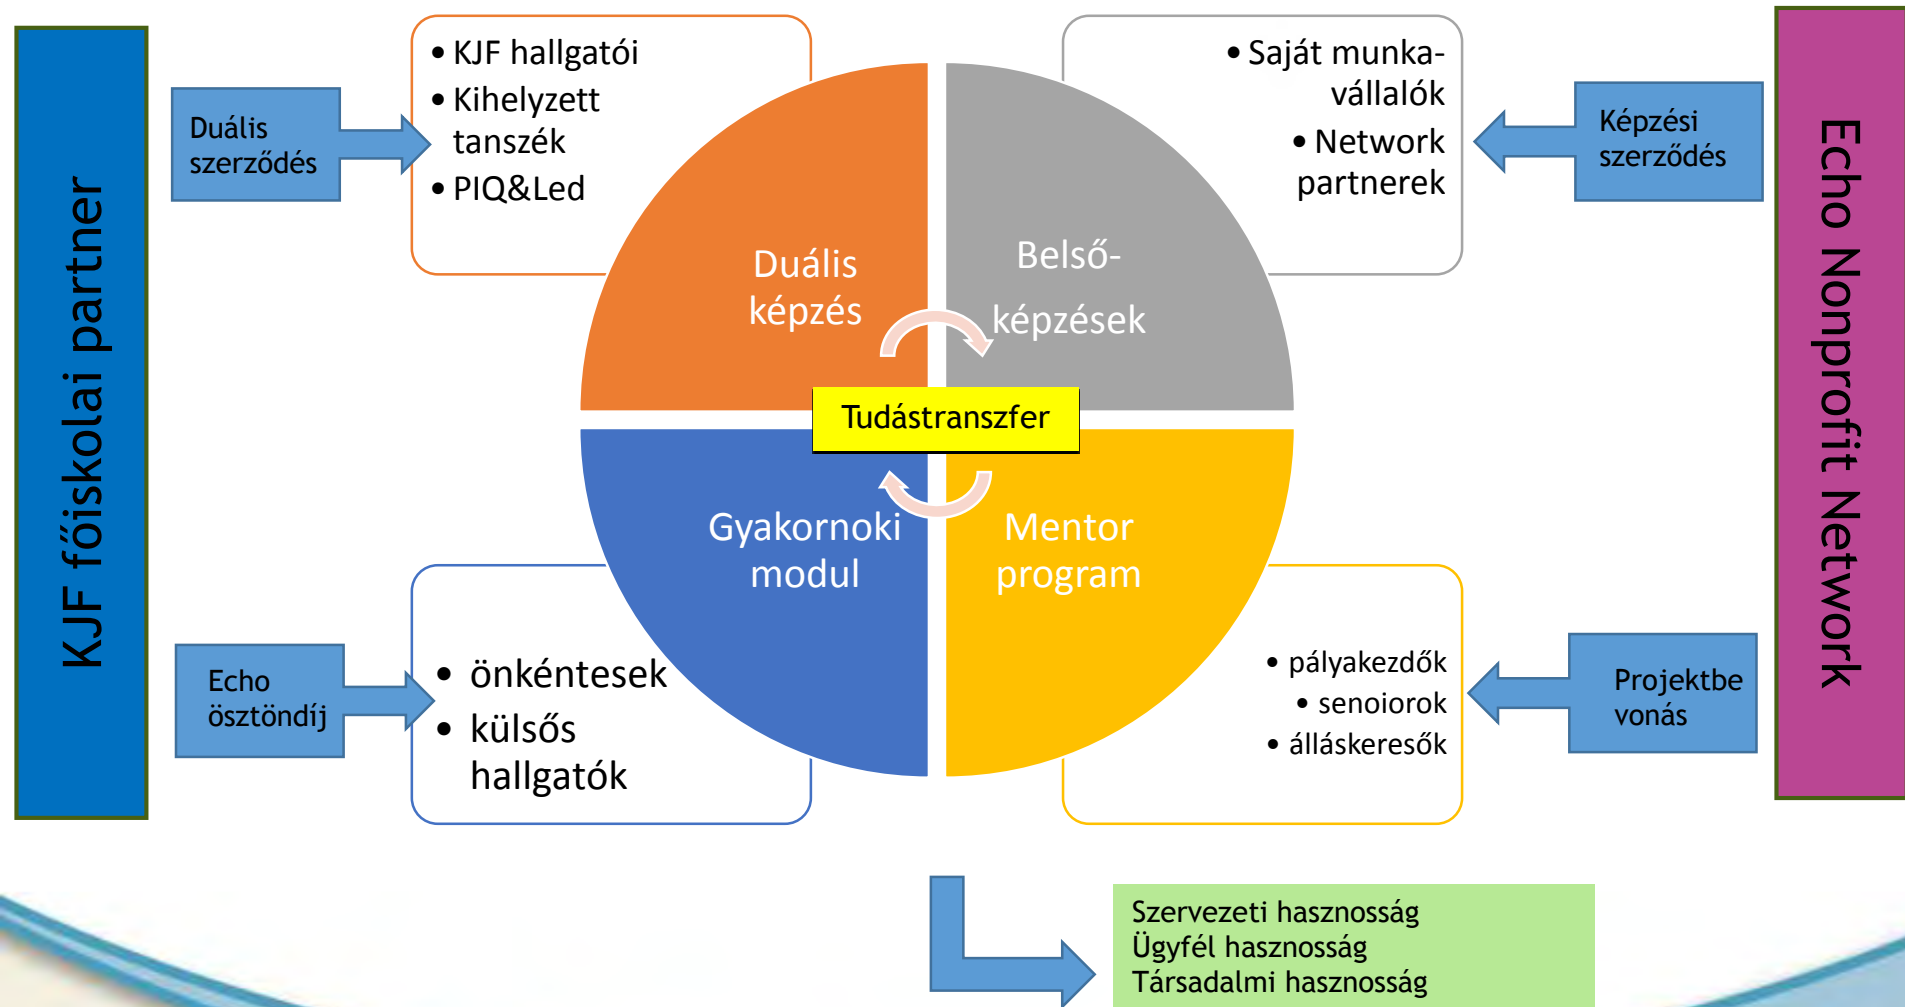 KJF főiskolai partner
Duális
szerződés
• KJF hallgatói
• Kihelyzett
tanszék
• PIQ&Led
• Saját munka-
vállalók
• Network
partnerek
Képzési
szerződés
Echo Nonprofit Network
Duális
képzés
Belső-
képzések
Tudástranszfer
Gyakornoki
modul
Mentor
program
Echo
ösztöndíj
• önkéntesek
• külsős
hallgatók
• pályakezdők
• senoiorok
• álláskeresők
Projektbe
vonás
Szervezeti hasznosság
Ügyfél hasznosság
Társadalmi hasznosság